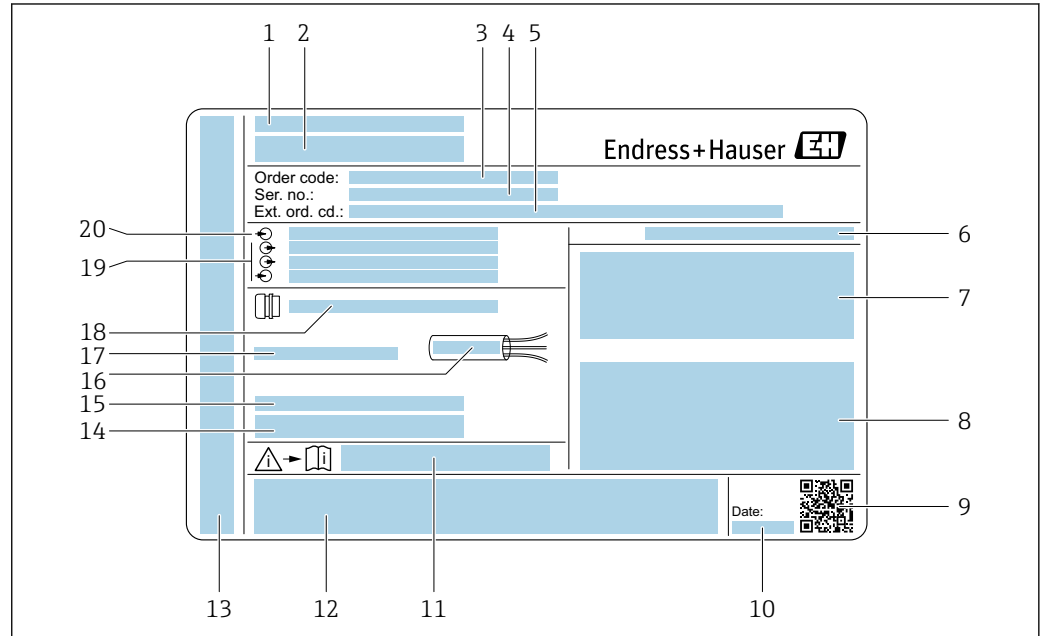 1 2 3 4 5
Endress+Hauser EH
Order code:
Ser. no.:
Ext. ord. cd.:
20
6
19
i i
7
18
17
16
15
8
14
Date:
9
13 12 11 10